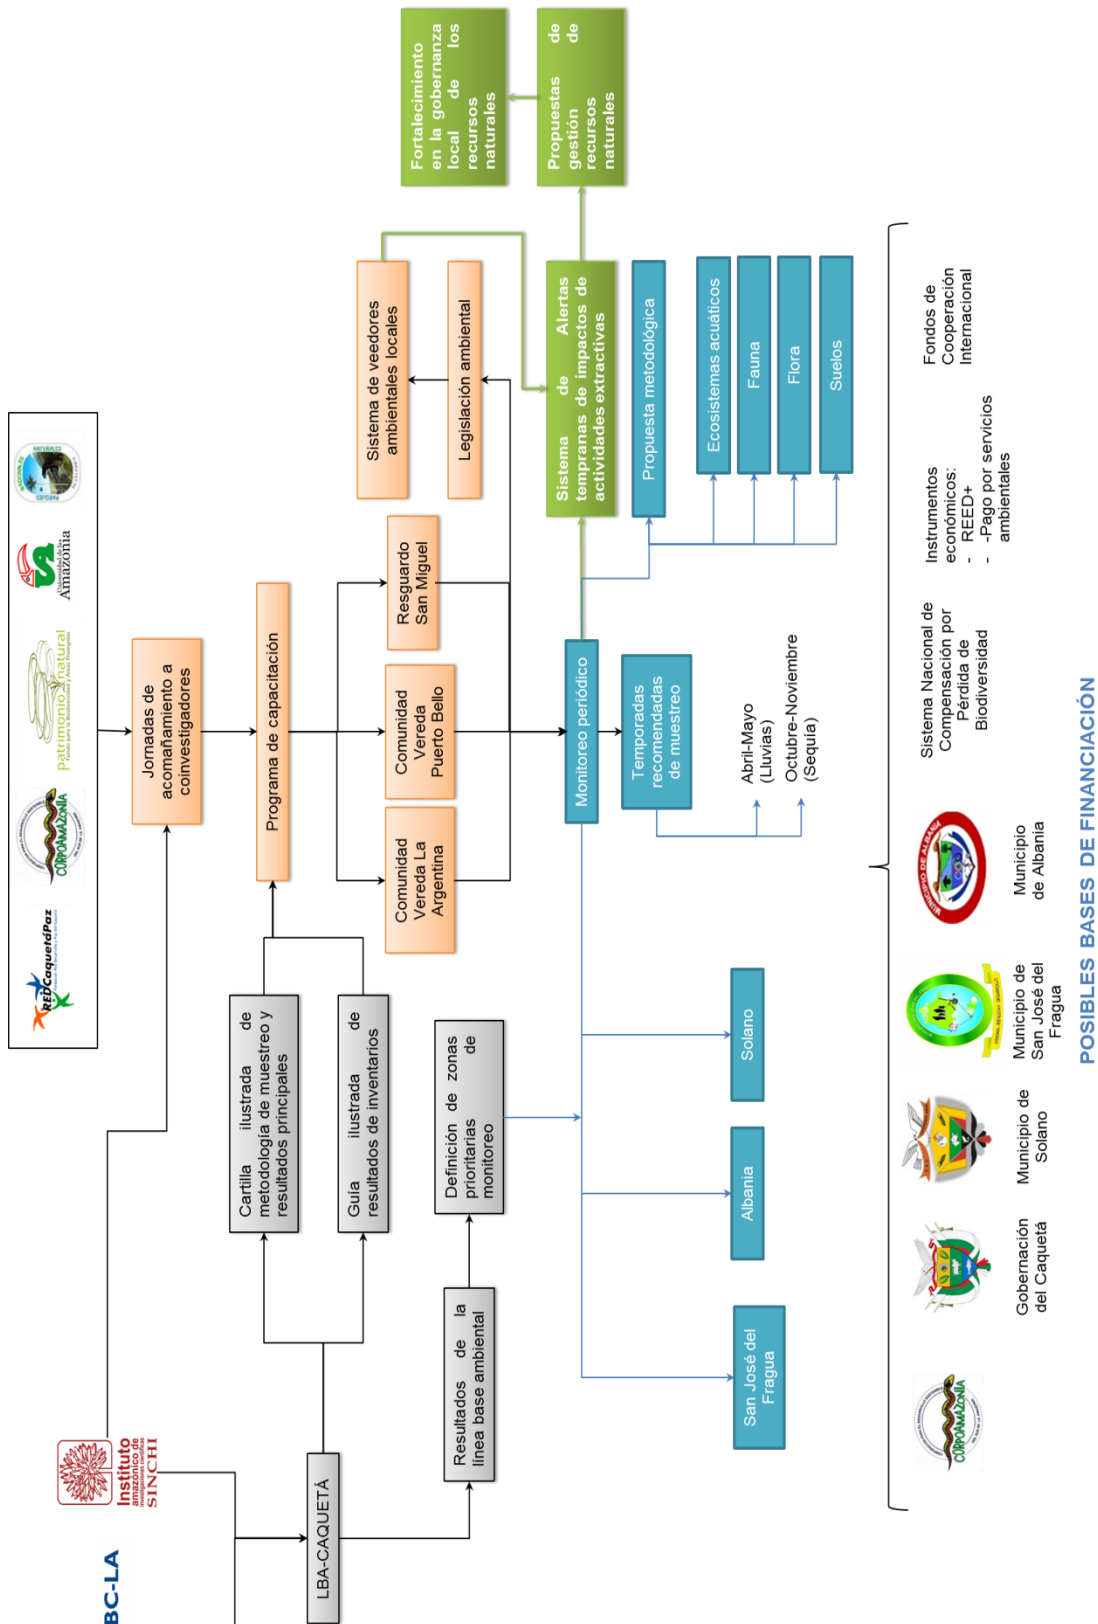 BC-LA
Instituto
amazónico de
investigaciones científicas
SINCHI
REDCaquetáPaz
CORPOAMAZONIA
patrimonio natural
Universidad de la
Amazonia
PARQUES NACIONALES NATURALES
LBA-CAQUETÁ
Cartilla ilustrada de
metodología de muestreo y
resultados principales
Guía ilustrada de
resultados de inventarios
Resultados de la
línea base ambiental
Definición de zonas
prioritarias de
monitoreo
Jornadas de
acomañamiento a
coinvestigadores
Programa de capacitación
Comunidad
Vereda La
Argentina
Comunidad
Vereda
Puerto Bello
Resguardo
San Miguel
Sistema de veedores
ambientales locales
Legislación ambiental
Fortalecimiento
en la gobernanza
local de los
recursos
naturales
Propuestas de
gestión de
recursos
naturales
Sistema de Alertas
tempranas de impactos de
actividades extractivas
Monitoreo periódico
Temporadas
recomendadas
de muestreo
Abril-Mayo
(Lluvias)
Octubre-Noviembre
(Sequía)
Propuesta metodológica
Ecosistemas acuáticos
Fauna
Flora
Suelos
San José del
Fragua
Albania
Solano
CORPOAMAZONIA
Gobernación
del Caquetá
Municipio de
Solano
Municipio de
San José del
Fragua
MUNICIPIO DE ALBANIA
Municipio
de Albania
Sistema Nacional de
Compensación por
Pérdida de
Biodiversidad
Instrumentos
económicos:
- REED+
- -Pago por servicios
ambientales
Fondos de
Cooperación
Internacional
POSIBLES BASES DE FINANCIACIÓN